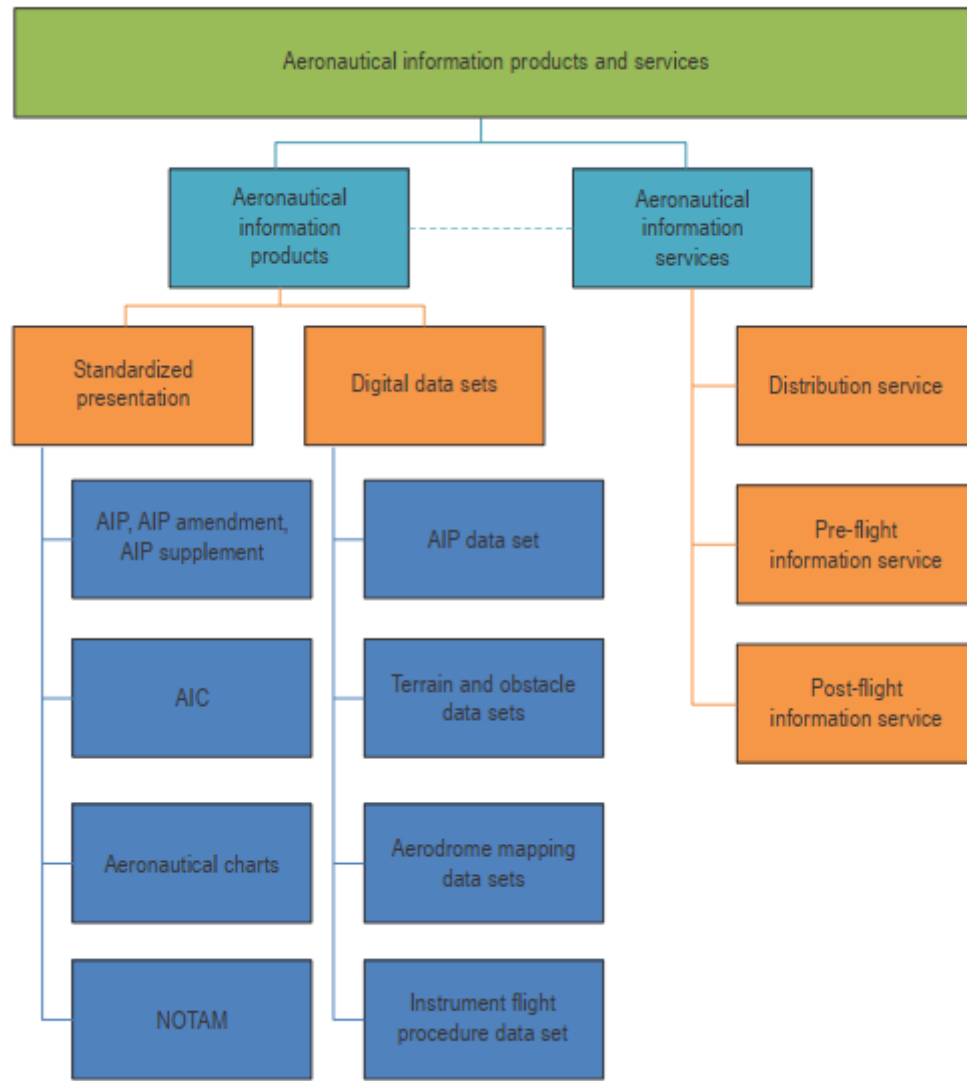 Aeronautical information products and services
Aeronautical
information
products
Aeronautical
information
services
Standardized
presentation
Digital data sets
Distribution service
AIP, AIP amendment,
AIP supplement
AIP data set
Pre-flight
information service
AIC
Terrain and obstacle
data sets
Post-flight
information service
Aeronautical charts
Aerodrome mapping
data sets
NOTAM
Instrument flight
procedure data set